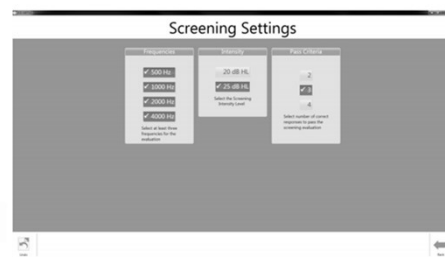 Screening Settings
Frequencies
✔ 500 Hz
✔ 1000 Hz
✔ 2000 Hz
✔ 4000 Hz
Select at least three
frequencies for the
evaluation
Intensity
20 dB HL
✔ 25 dB HL
Select the Screening
Intensity Level
Pass Criteria
2
✔ 3
4
Select number of correct
responses to pass the
screening evaluation